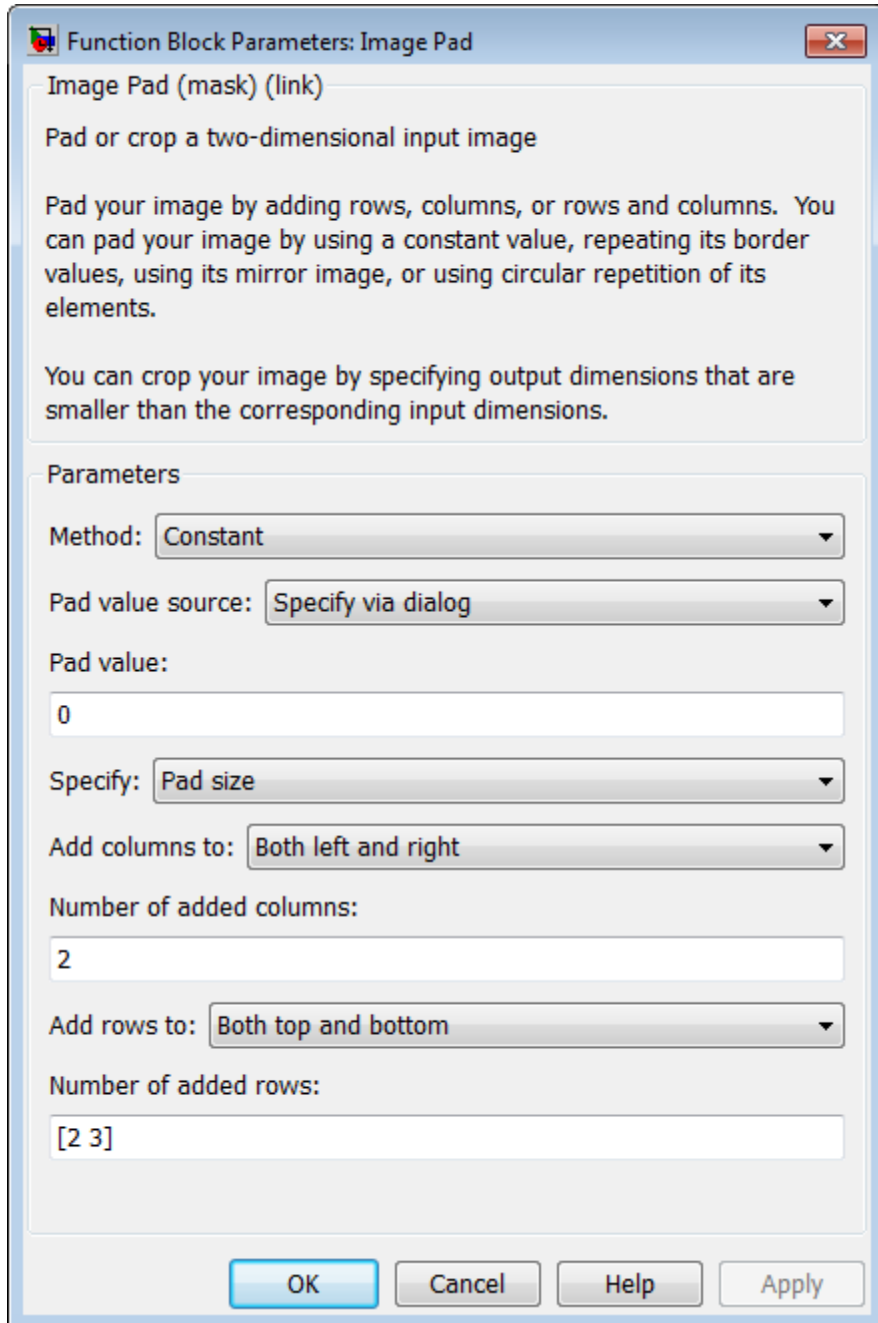 Function Block Parameters: Image Pad
Image Pad (mask) (link)
Pad or crop a two-dimensional input image
Pad your image by adding rows, columns, or rows and columns.  You
can pad your image by using a constant value, repeating its border
values, using its mirror image, or using circular repetition of its
elements.
You can crop your image by specifying output dimensions that are
smaller than the corresponding input dimensions.
Parameters
Method: Constant
Pad value source: Specify via dialog
Pad value:
0
Specify: Pad size
Add columns to: Both left and right
Number of added columns:
2
Add rows to: Both top and bottom
Number of added rows:
[2 3]
OK Cancel Help Apply